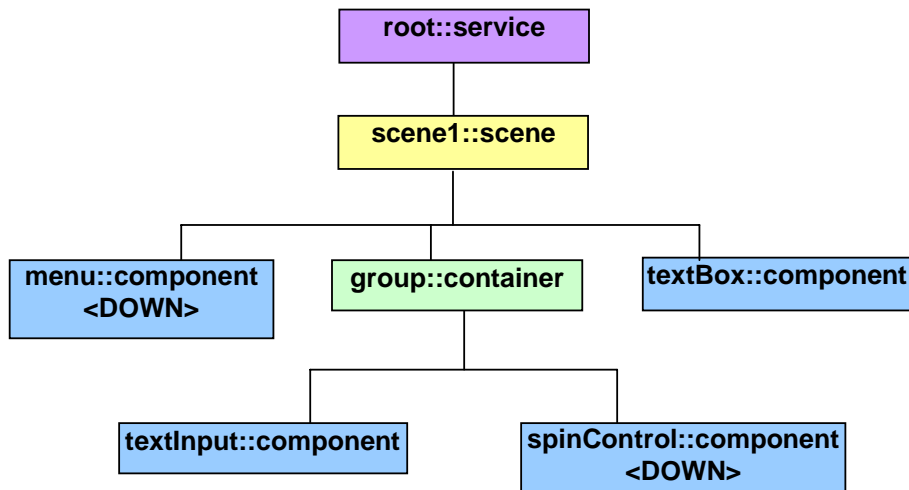 root::service
scene1::scene
menu::component
<DOWN>
group::container
textBox::component
textInput::component
spinControl::component
<DOWN>